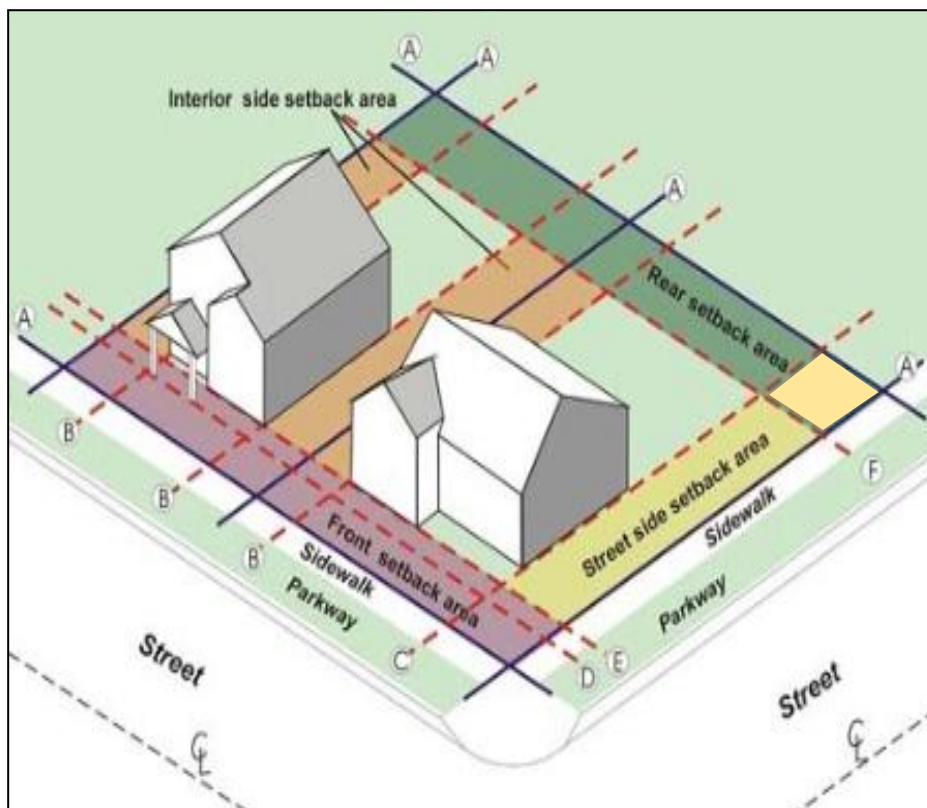 A
A
Interior side setback area
A
Rear setback area
A
A
B
B
B
C
Front setback area
Sidewalk
Parkway
Street
Street side setback area
Sidewalk
Parkway
F
E
D
Street
CL
CL